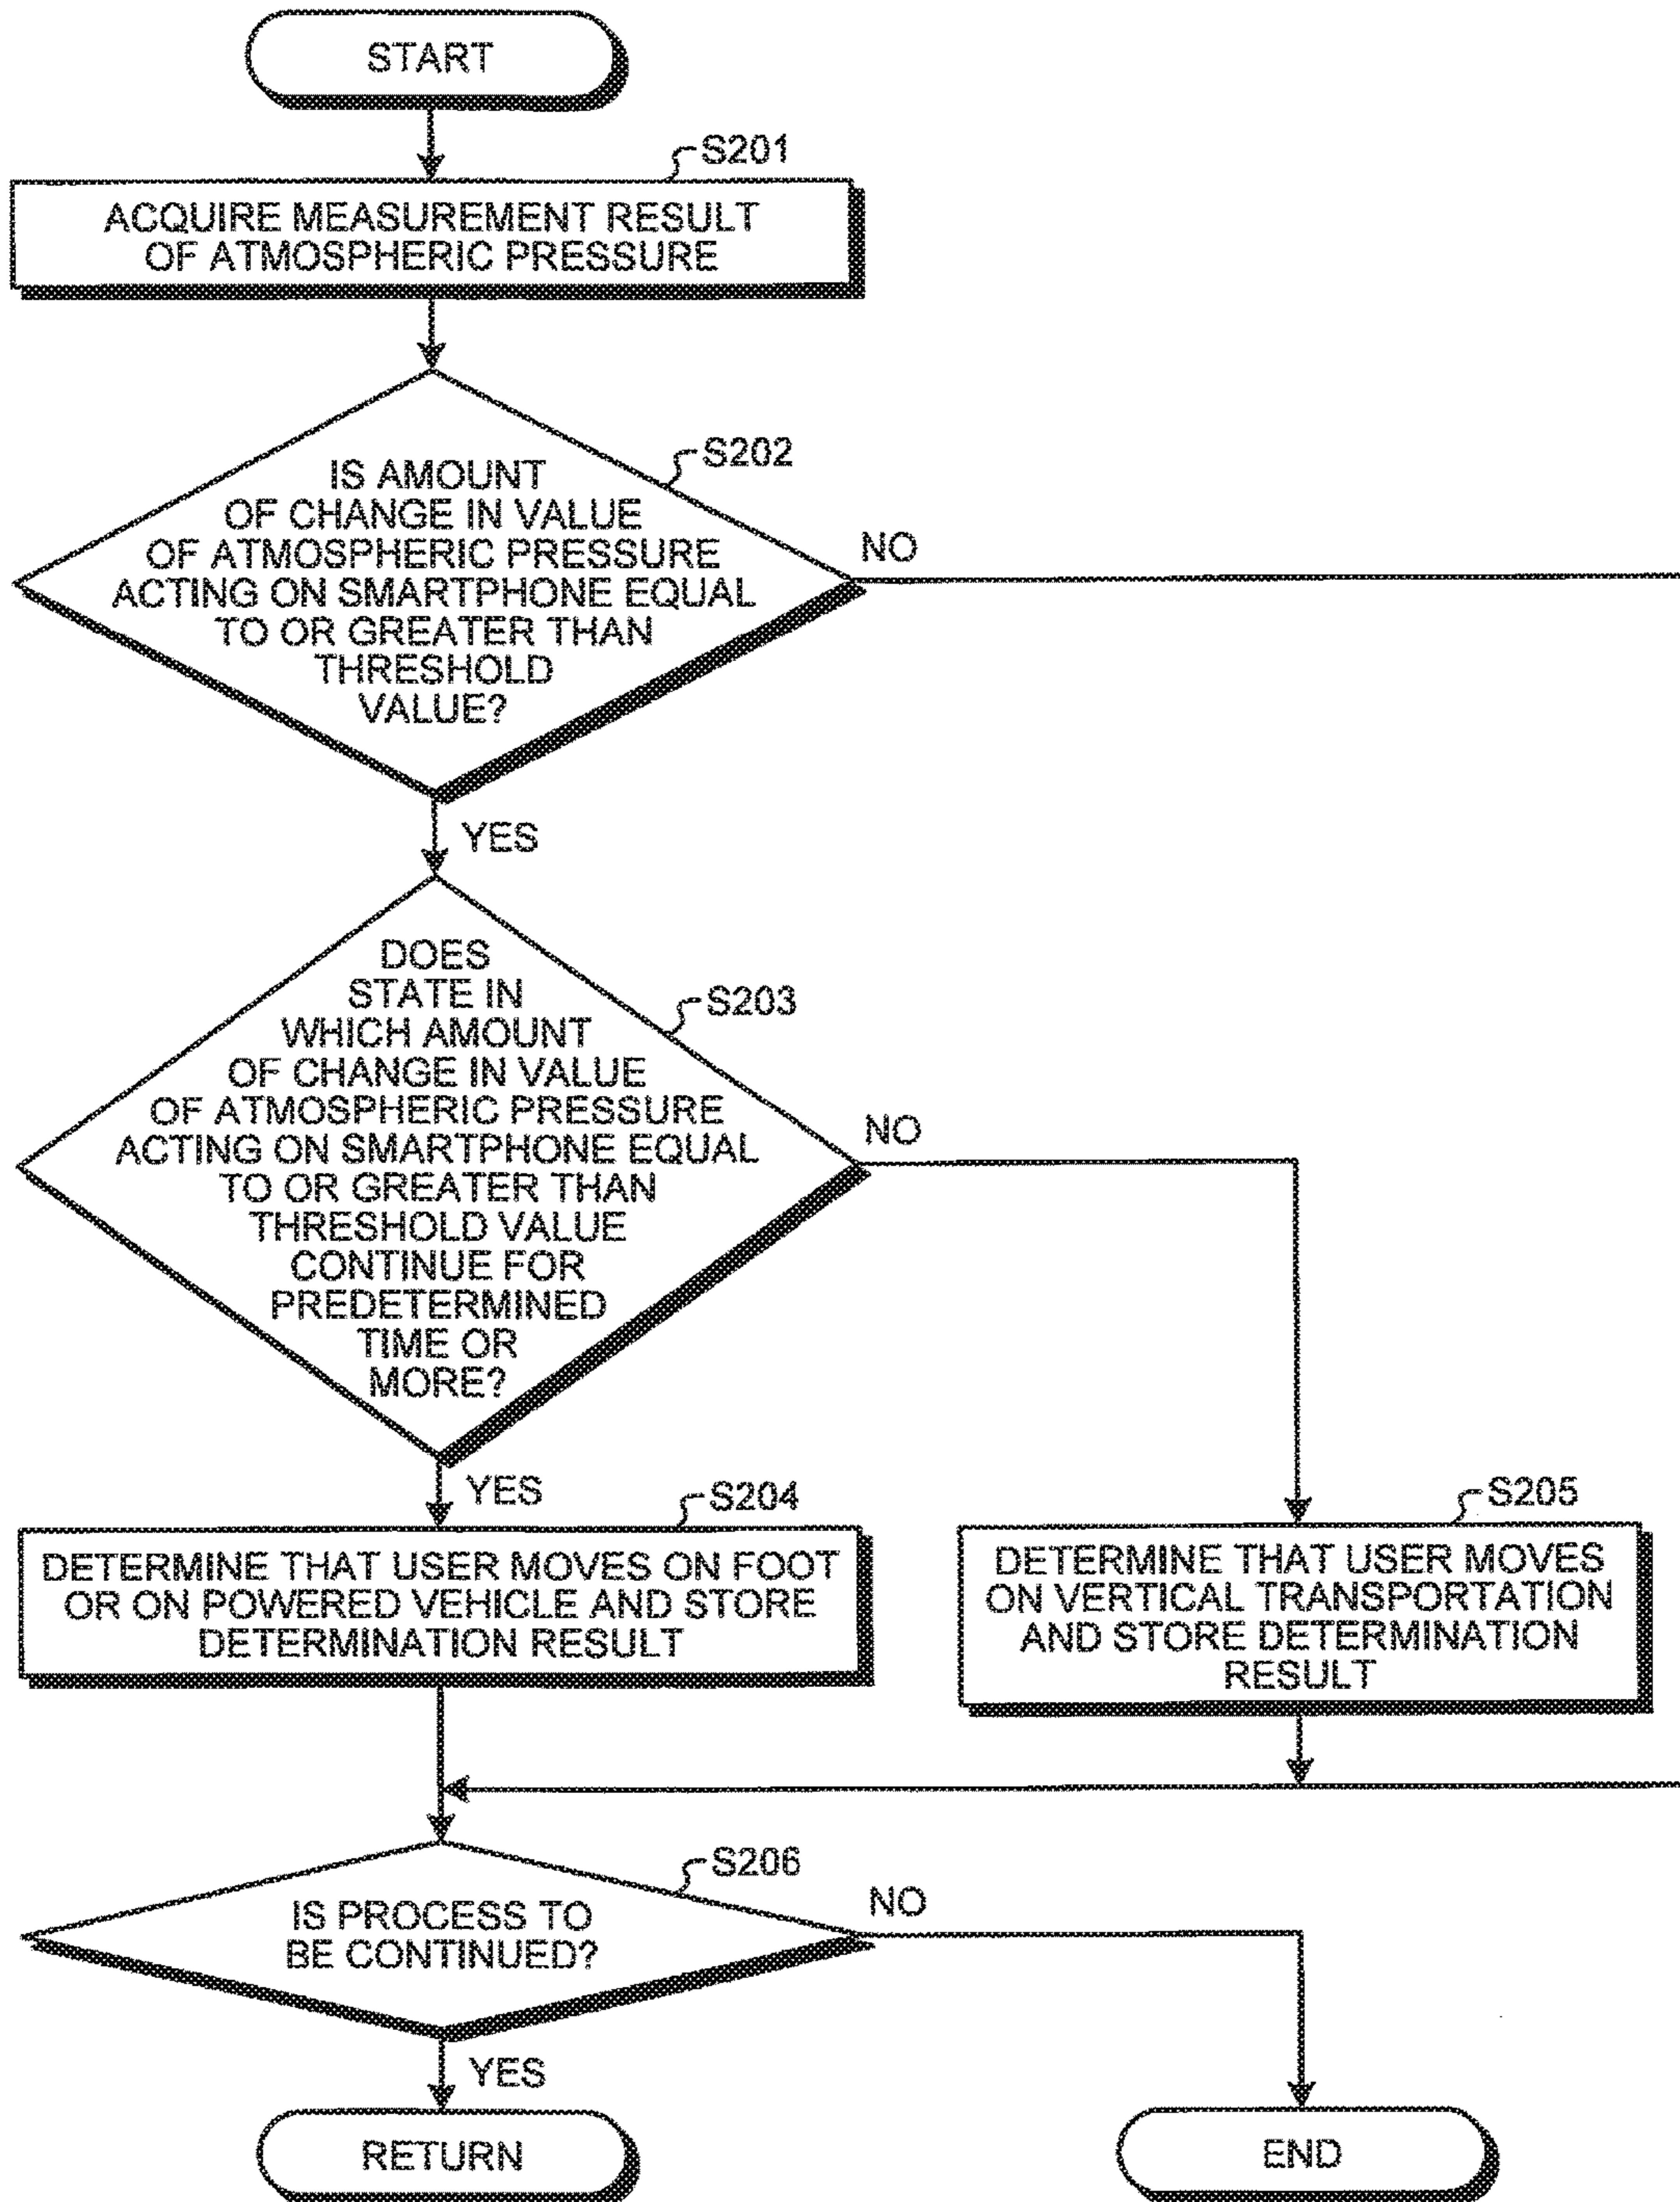 START
S201
ACQUIRE MEASUREMENT RESULT
OF ATMOSPHERIC PRESSURE
S202
IS AMOUNT
OF CHANGE IN VALUE
OF ATMOSPHERIC PRESSURE
ACTING ON SMARTPHONE EQUAL
TO OR GREATER THAN
THRESHOLD
VALUE?
NO
YES
S203
DOES
STATE IN
WHICH AMOUNT
OF CHANGE IN VALUE
OF ATMOSPHERIC PRESSURE
ACTING ON SMARTPHONE EQUAL
TO OR GREATER THAN
THRESHOLD VALUE
CONTINUE FOR
PREDETERMINED
TIME OR
MORE?
NO
YES
S204
DETERMINE THAT USER MOVES ON FOOT
OR ON POWERED VEHICLE AND STORE
DETERMINATION RESULT
S205
DETERMINE THAT USER MOVES
ON VERTICAL TRANSPORTATION
AND STORE DETERMINATION
RESULT
S206
IS PROCESS TO
BE CONTINUED?
NO
YES
RETURN
END